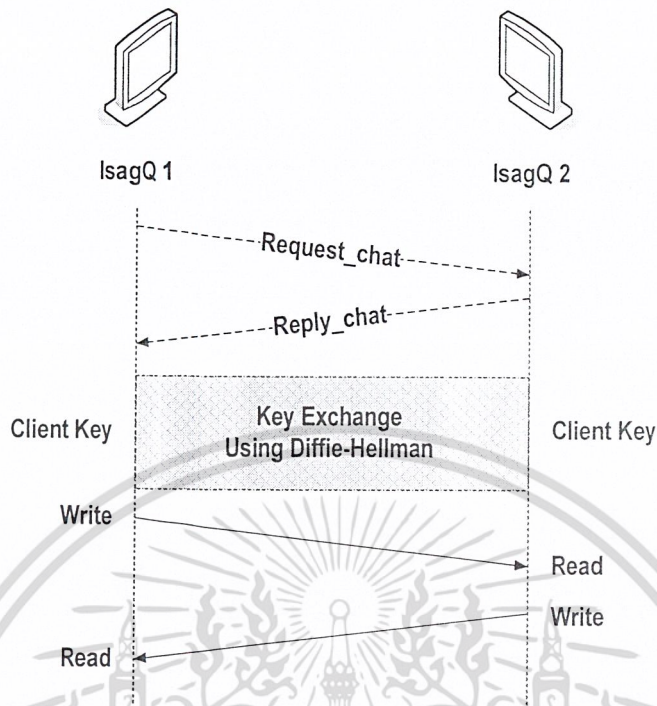 IsagQ 1
IsagQ 2
Request_chat
Reply_chat
Client Key
Key Exchange
Using Diffie-Hellman
Client Key
Write
Read
Write
Read